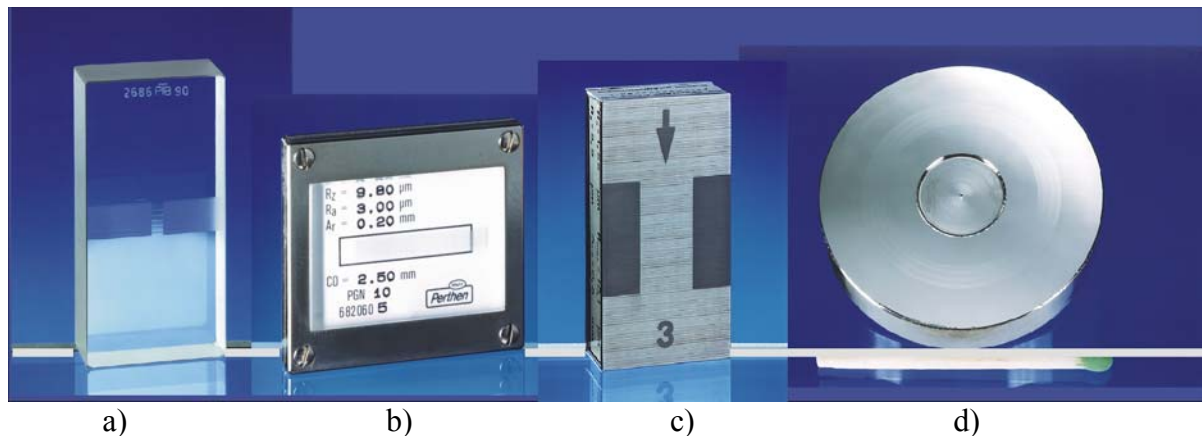 2686 PTB 90
Rz = 9.80 µm
Ra = 3.00 µm
Ar = 0.20 mm
CO = 2.50 mm
PGN 10
Perthen
682060 5
3
a)
b)
c)
d)